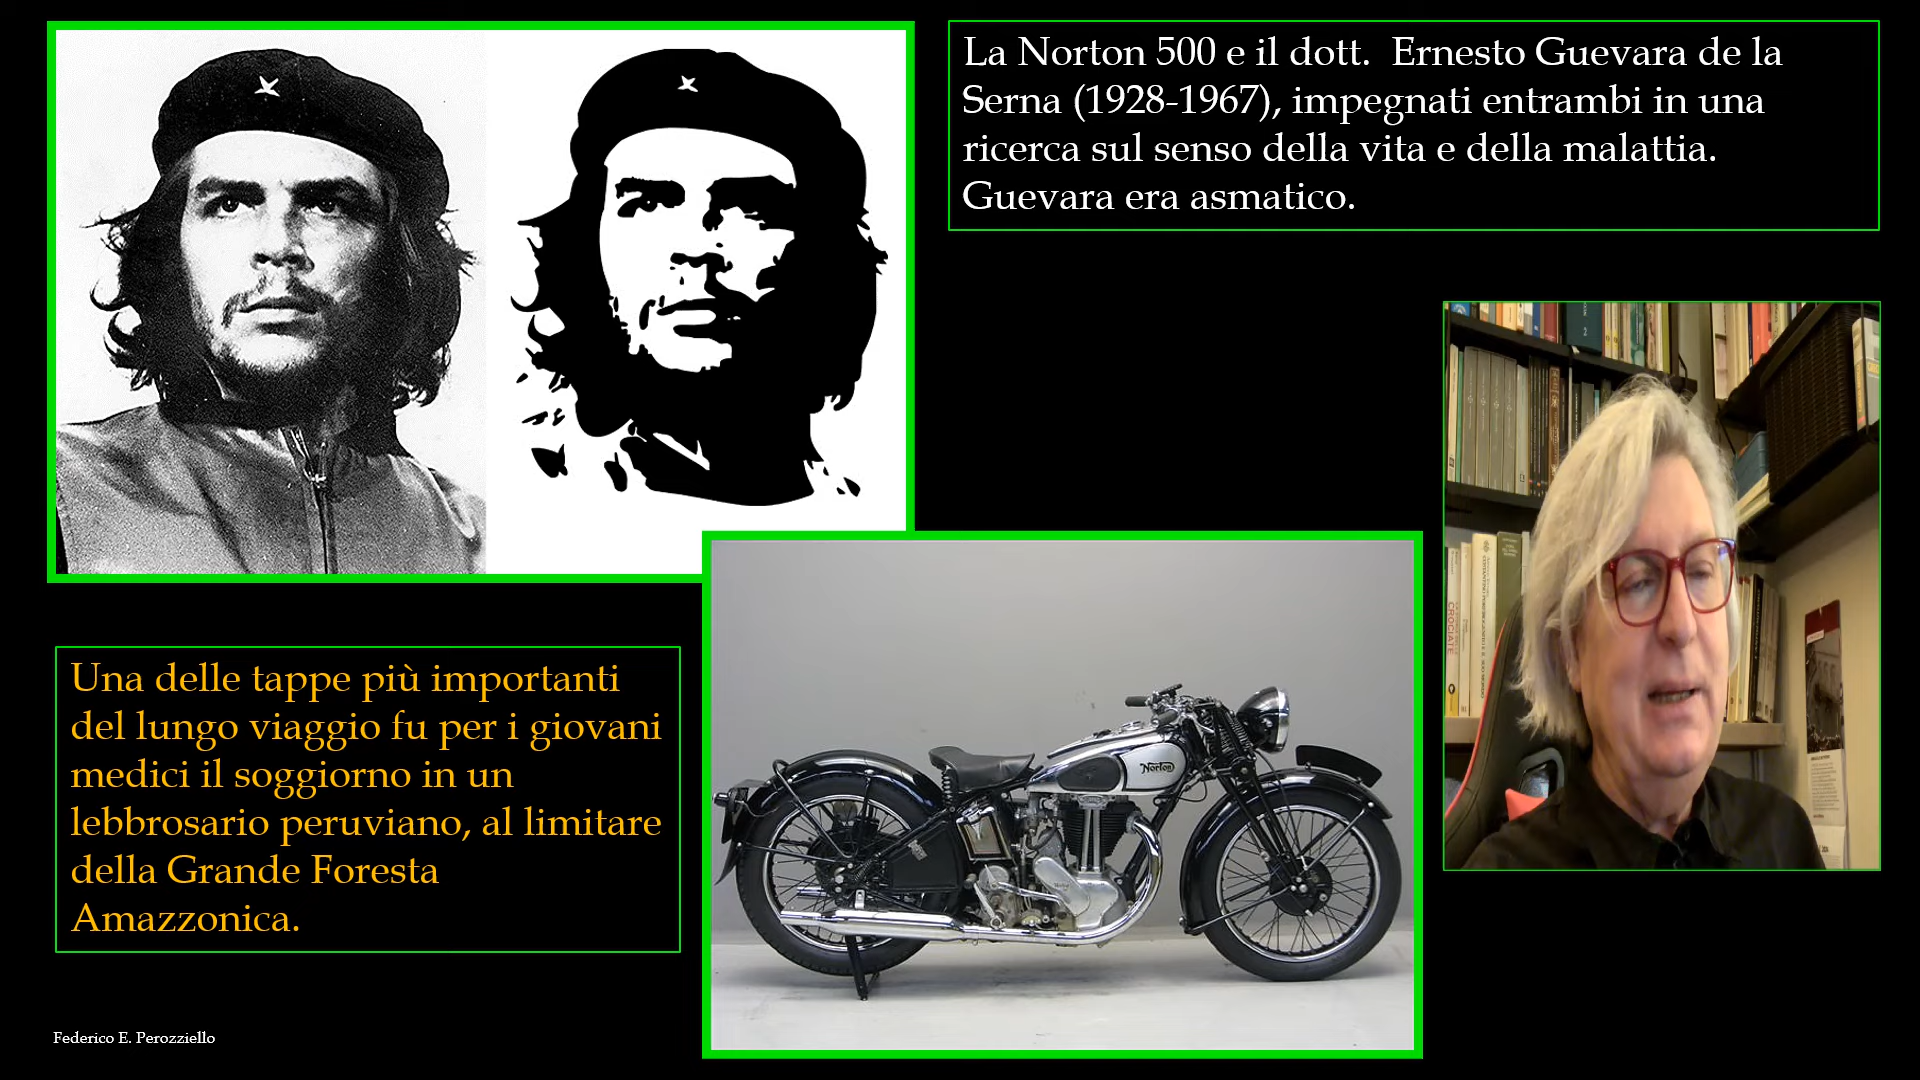 La Norton 500 e il dott. Ernesto Guevara de la
Serna (1928-1967), impegnati entrambi in una
ricerca sul senso della vita e della malattia.
Guevara era asmatico.
Una delle tappe più importanti
del lungo viaggio fu per i giovani
medici il soggiorno in un
lebbrosario peruviano, al limitare
della Grande Foresta
Amazzonica.
Norton
CROCIATE
Federico E. Perozziello